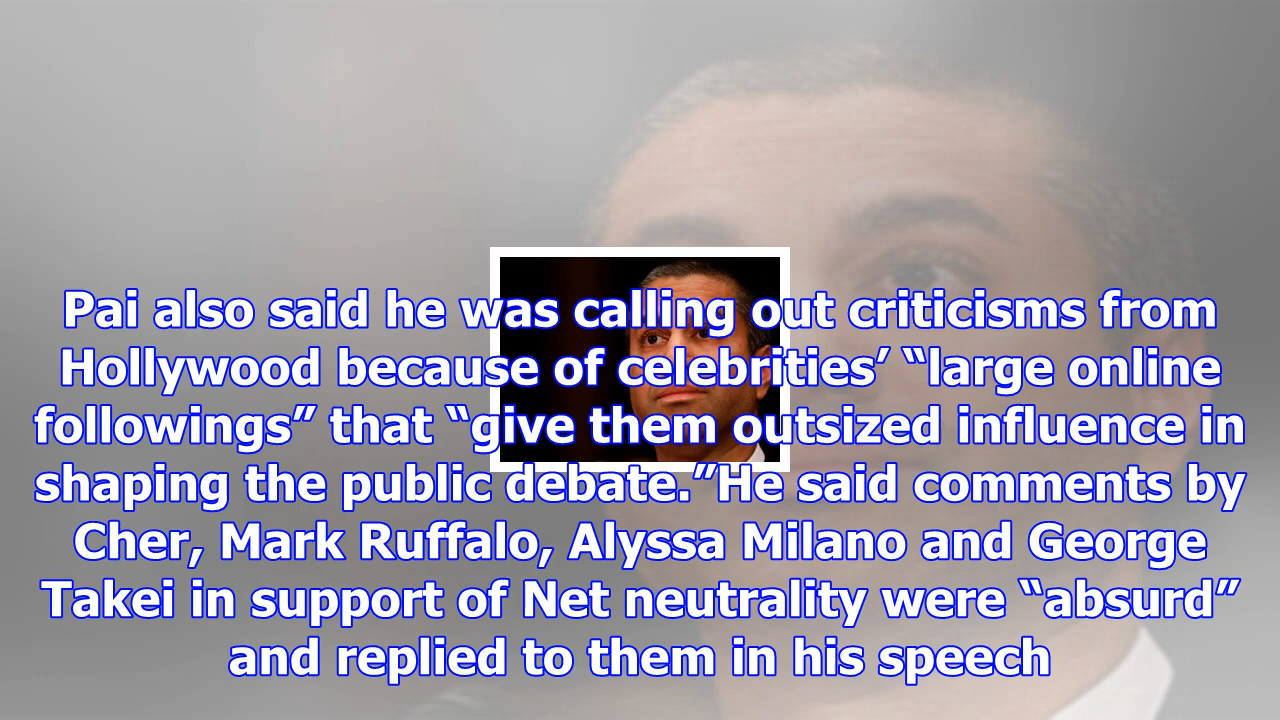 Pai also said he was calling out criticisms from
Hollywood because of celebrities’ “large online
followings” that “give them outsized influence in
shaping the public debate.”He said comments by
Cher, Mark Ruffalo, Alyssa Milano and George
Takei in support of Net neutrality were “absurd”
and replied to them in his speech